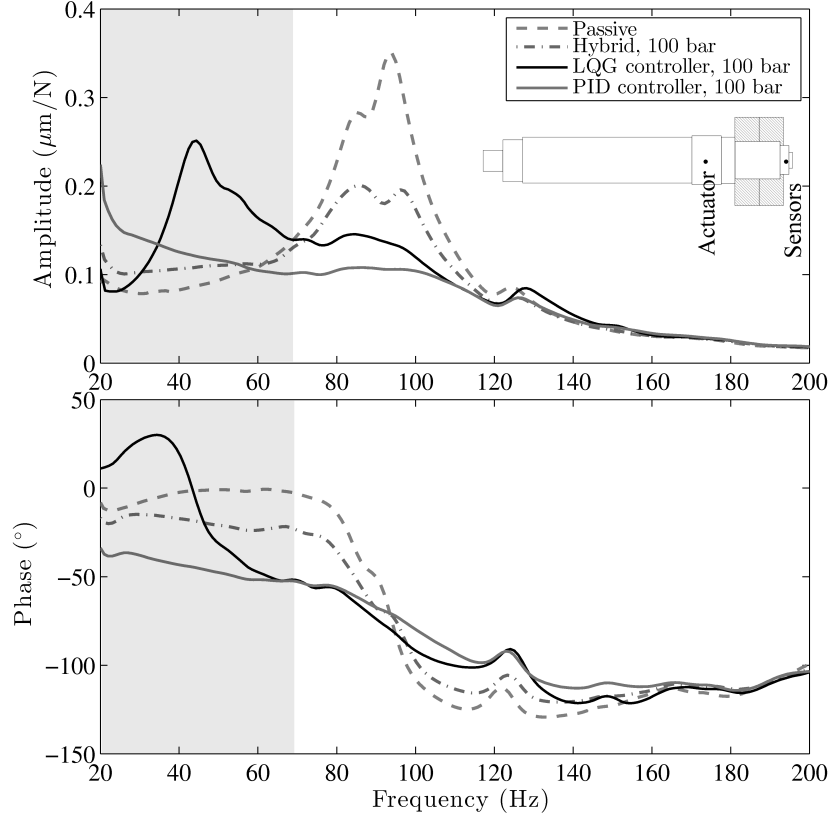 0.4
0.3
0.2
0.1
0
Amplitude (μm/N)
Passive
Hybrid, 100 bar
LQG controller, 100 bar
PID controller, 100 bar
Actuator
Sensors
20 40 60 80 100 120 140 160 180 200
50
0
−50
−100
−150
Phase (°)
20 40 60 80 100 120 140 160 180 200
Frequency (Hz)